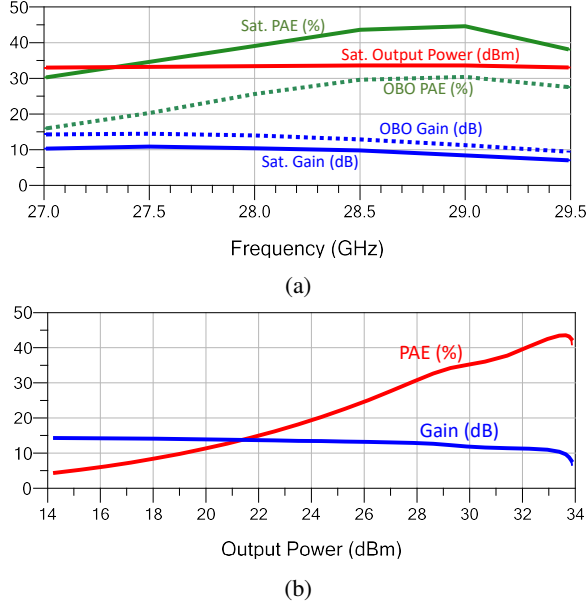 50
Sat. PAE (%)
40
Sat. Output Power (dBm)
30
OBO PAE (%)
20
OBO Gain (dB)
10
Sat. Gain (dB)
0
27.0 27.5 28.0 28.5 29.0 29.5
Frequency (GHz)
(a)
50
40
PAE (%)
30
20
Gain (dB)
10
0
14 16 18 20 22 24 26 28 30 32 34
Output Power (dBm)
(b)